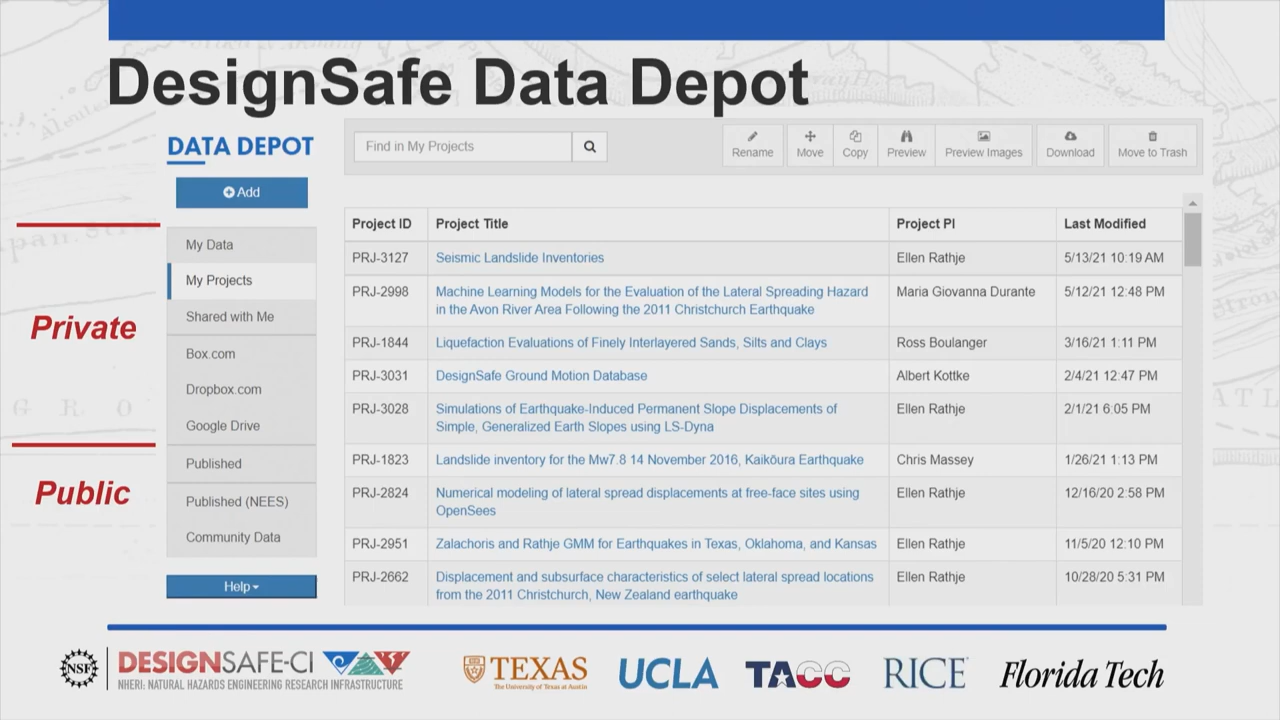 DesignSafe Data Depot
DATA DEPOT
Add
My Data
My Projects
Shared with Me
Box.com
Dropbox.com
Google Drive
Published
Published (NEES)
Community Data
Help
Private
Public
Find in My Projects
Rename
Move
Copy
Preview
Preview Images
Download
Move to Trash
Project ID Project Title Project PI Last Modified
PRJ-3127 Seismic Landslide Inventories Ellen Rathje 5/13/21 10:19 AM
PRJ-2998 Machine Learning Models for the Evaluation of the Lateral Spreading Hazard Maria Giovanna Durante 5/12/21 12:48 PM
in the Avon River Area Following the 2011 Christchurch Earthquake
PRJ-1844 Liquefaction Evaluations of Finely Interlayered Sands, Silts and Clays Ross Boulanger 3/16/21 1:11 PM
PRJ-3031 DesignSafe Ground Motion Database Albert Kottke 2/4/21 12:47 PM
PRJ-3028 Simulations of Earthquake-Induced Permanent Slope Displacements of Ellen Rathje 2/1/21 6:05 PM
Simple, Generalized Earth Slopes using LS-Dyna
PRJ-1823 Landslide inventory for the Mw7.8 14 November 2016, Kaikōura Earthquake Chris Massey 1/26/21 1:13 PM
PRJ-2824 Numerical modeling of lateral spread displacements at free-face sites using Ellen Rathje 12/16/20 2:58 PM
OpenSees
PRJ-2951 Zalachoris and Rathje GMM for Earthquakes in Texas, Oklahoma, and Kansas Ellen Rathje 11/5/20 12:10 PM
PRJ-2662 Displacement and subsurface characteristics of select lateral spread locations Ellen Rathje 10/28/20 5:31 PM
from the 2011 Christchurch, New Zealand earthquake
NSF
DESIGNSAFE-CI
NHERI: NATURAL HAZARDS ENGINEERING RESEARCH INFRASTRUCTURE
TEXAS
The University of Texas at Austin
UCLA
TACC
RICE
Florida Tech